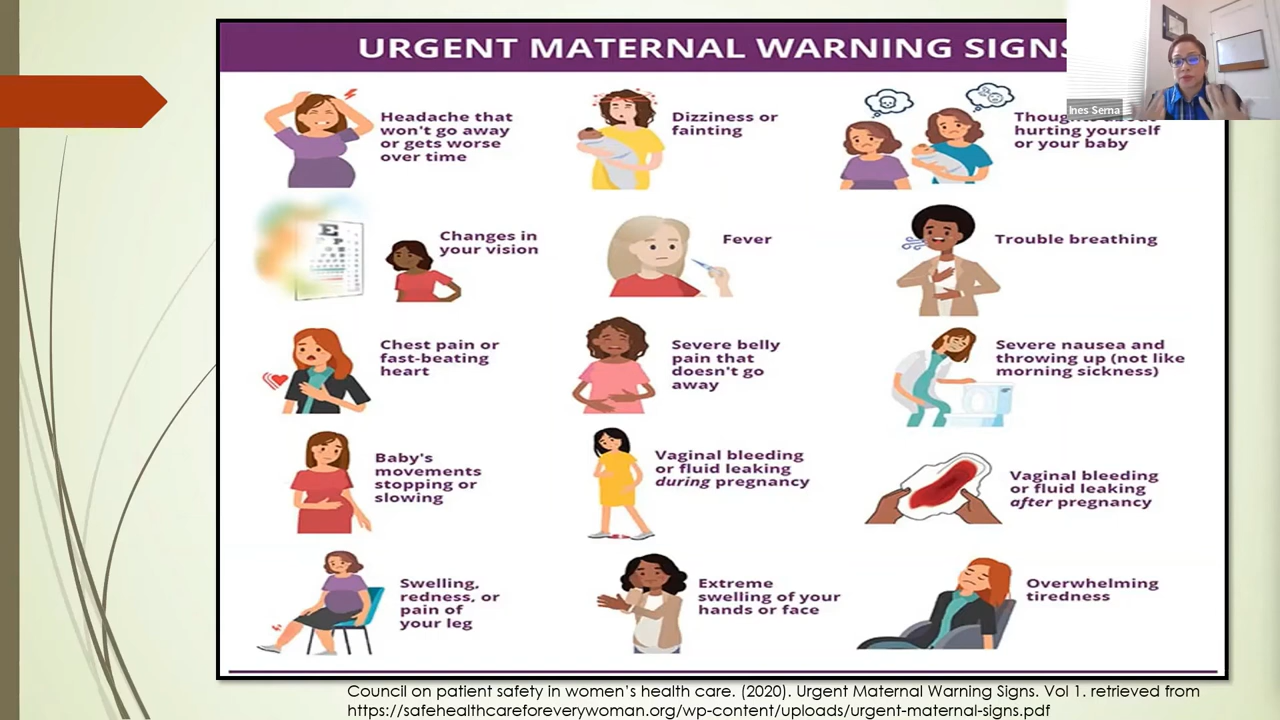 URGENT MATERNAL WARNING SIGNS
Ines Serna
Headache that
won't go away
or gets worse
over time
Dizziness or
fainting
Thoughts about
hurting yourself
or your baby
E
F P
Changes in
your vision
Fever
Trouble breathing
Chest pain or
fast-beating
heart
Severe belly
pain that
doesn't go
away
Severe nausea and
throwing up (not like
morning sickness)
Baby's
movements
stopping or
slowing
Vaginal bleeding
or fluid leaking
during pregnancy
Vaginal bleeding
or fluid leaking
after pregnancy
Swelling,
redness, or
pain of
your leg
Extreme
swelling of your
hands or face
Overwhelming
tiredness
Council on patient safety in women's health care. (2020). Urgent Maternal Warning Signs. Vol 1. retrieved from
https://safehealthcareforeverywoman.org/wp-content/uploads/urgent-maternal-signs.pdf